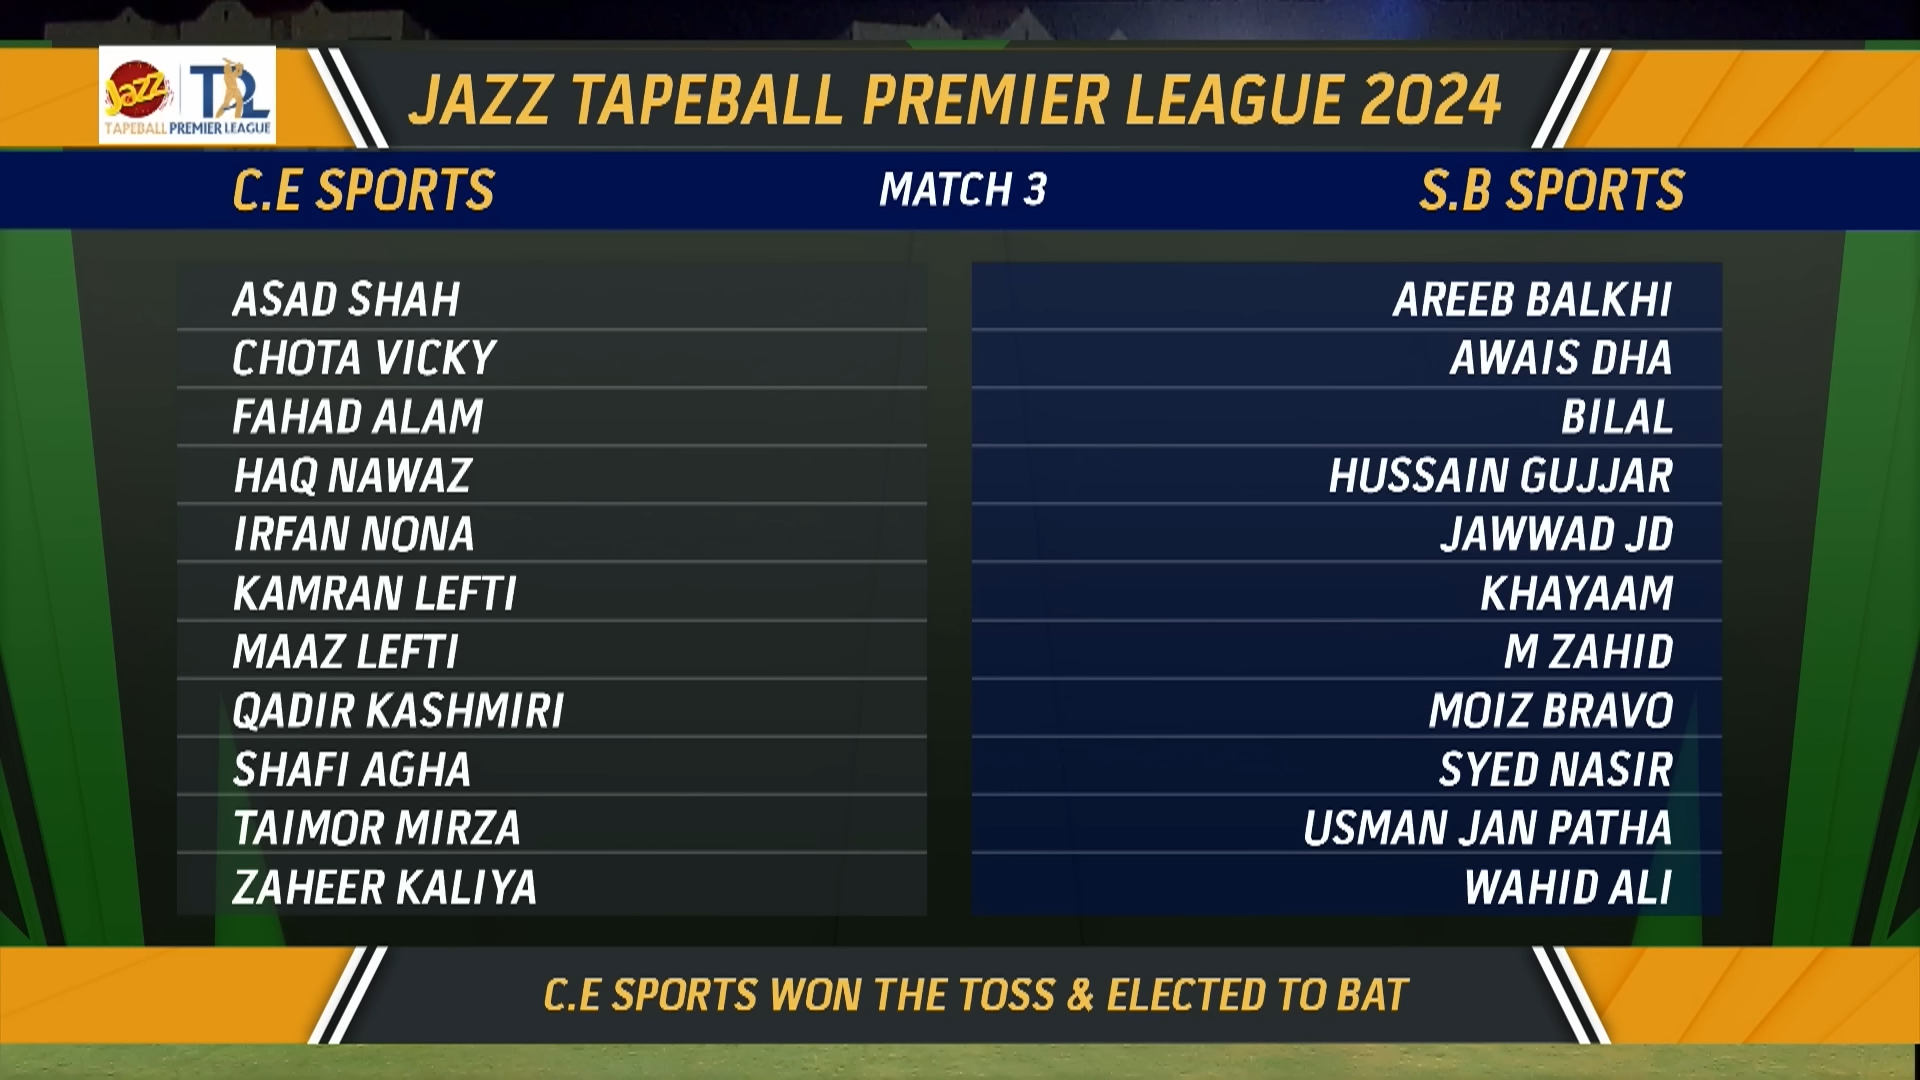 Jazz TPL
TAPEBALL PREMIER LEAGUE
JAZZ TAPEBALL PREMIER LEAGUE 2024
C.E SPORTS MATCH 3 S.B SPORTS
ASAD SHAH AREEB BALKHI
CHOTA VICKY AWAIS DHA
FAHAD ALAM BILAL
HAQ NAWAZ HUSSAIN GUJJAR
IRFAN NONA JAWWAD JD
KAMRAN LEFTI KHAYAAM
MAAZ LEFTI M ZAHID
QADIR KASHMIRI MOIZ BRAVO
SHAFI AGHA SYED NASIR
TAIMOR MIRZA USMAN JAN PATHA
ZAHEER KALIYA WAHID ALI
C.E SPORTS WON THE TOSS & ELECTED TO BAT